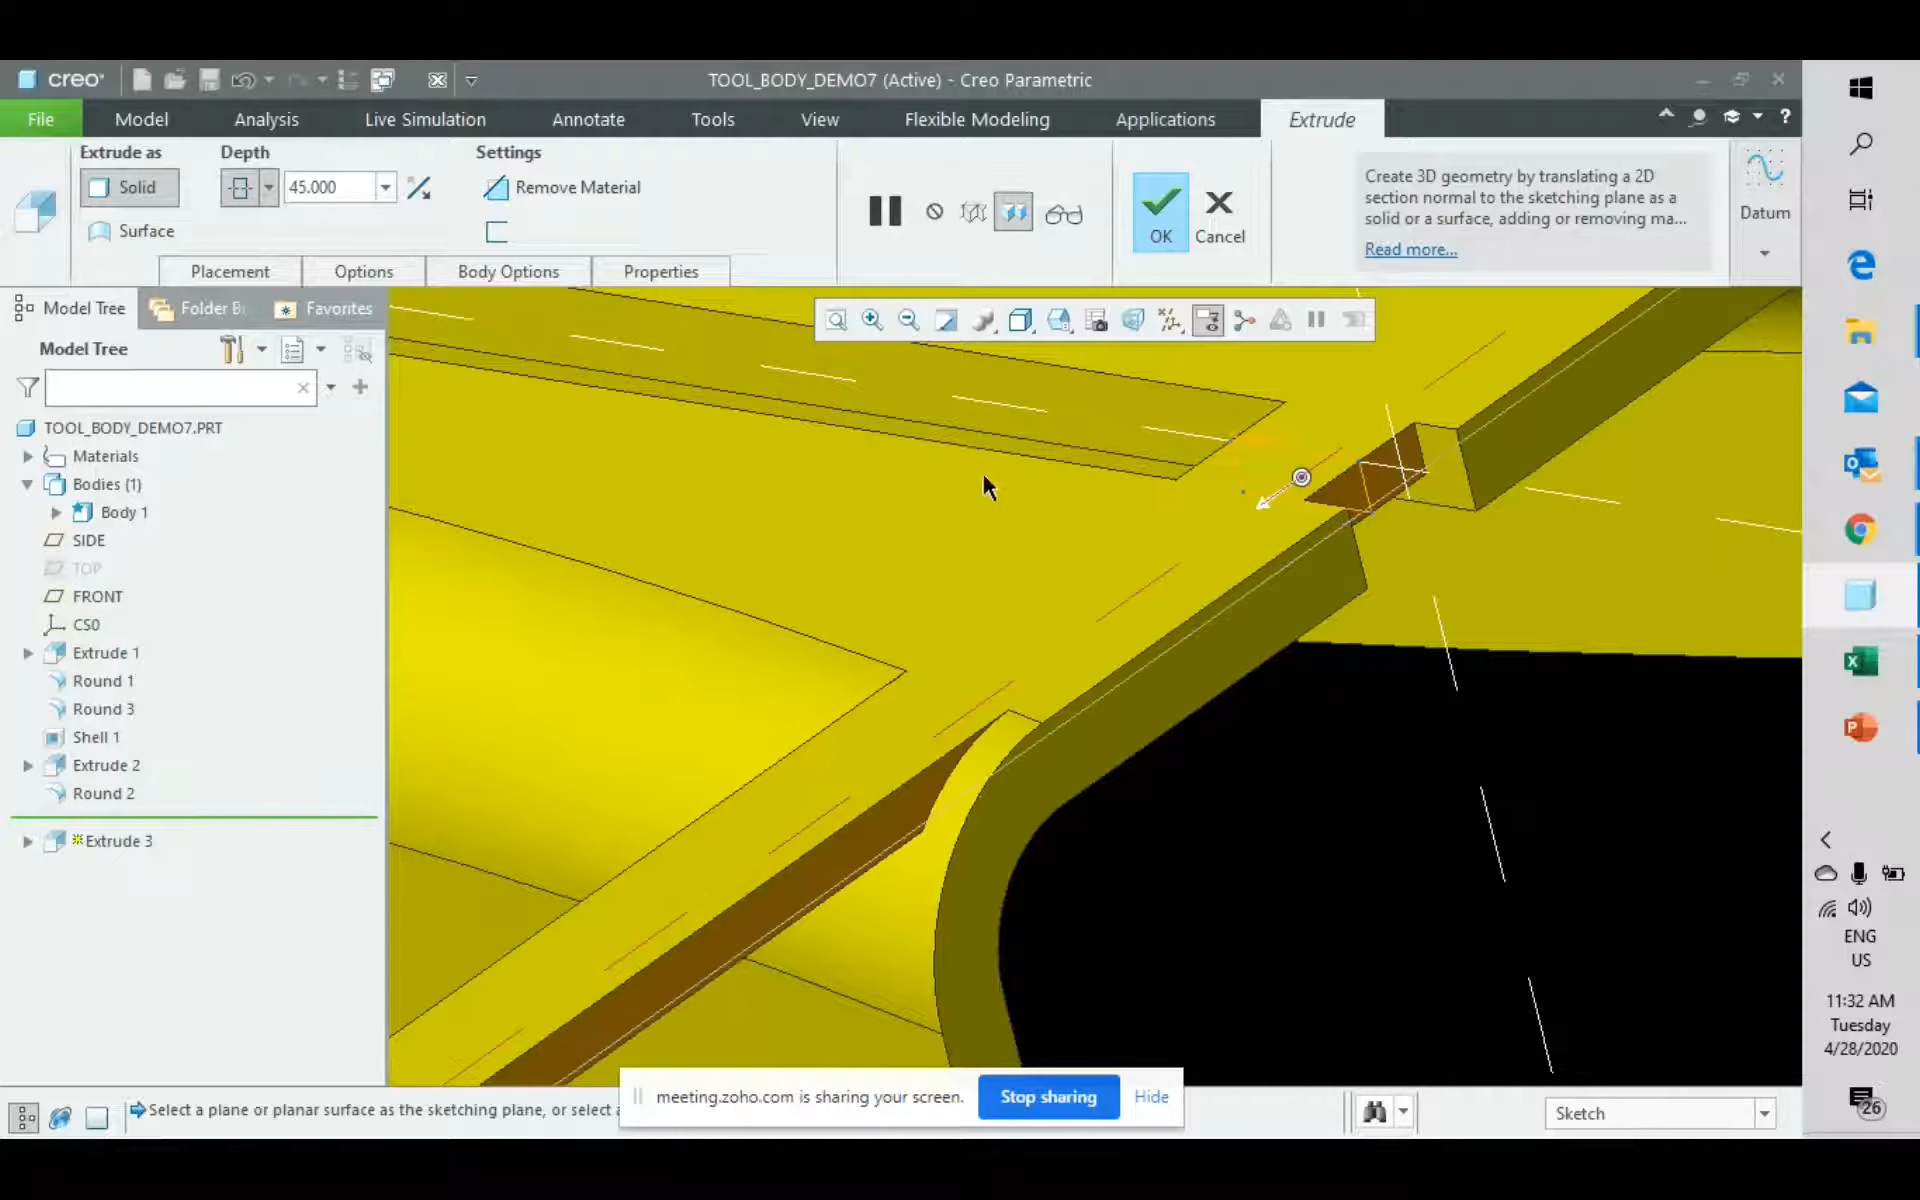 creo
TOOL_BODY_DEMO7 (Active) - Creo Parametric
File Model Analysis Live Simulation Annotate Tools View Flexible Modeling Applications Extrude ?
Extrude as Depth Settings
Solid 45.000 Remove Material
Surface
OK Cancel
Create 3D geometry by translating a 2D
section normal to the sketching plane as a
solid or a surface, adding or removing ma...
Read more...
Datum
Placement Options Body Options Properties
Model Tree Folder B Favorites
Model Tree
TOOL_BODY_DEMO7.PRT
Materials
Bodies (1)
Body 1
SIDE
TOP
FRONT
CS0
Extrude 1
Round 1
Round 3
Shell 1
Extrude 2
Round 2
Extrude 3
Select a plane or planar surface as the sketching plane, or select
meeting.zoho.com is sharing your screen. Stop sharing Hide
Sketch
ENG
US
11:32 AM
Tuesday
4/28/2020
26